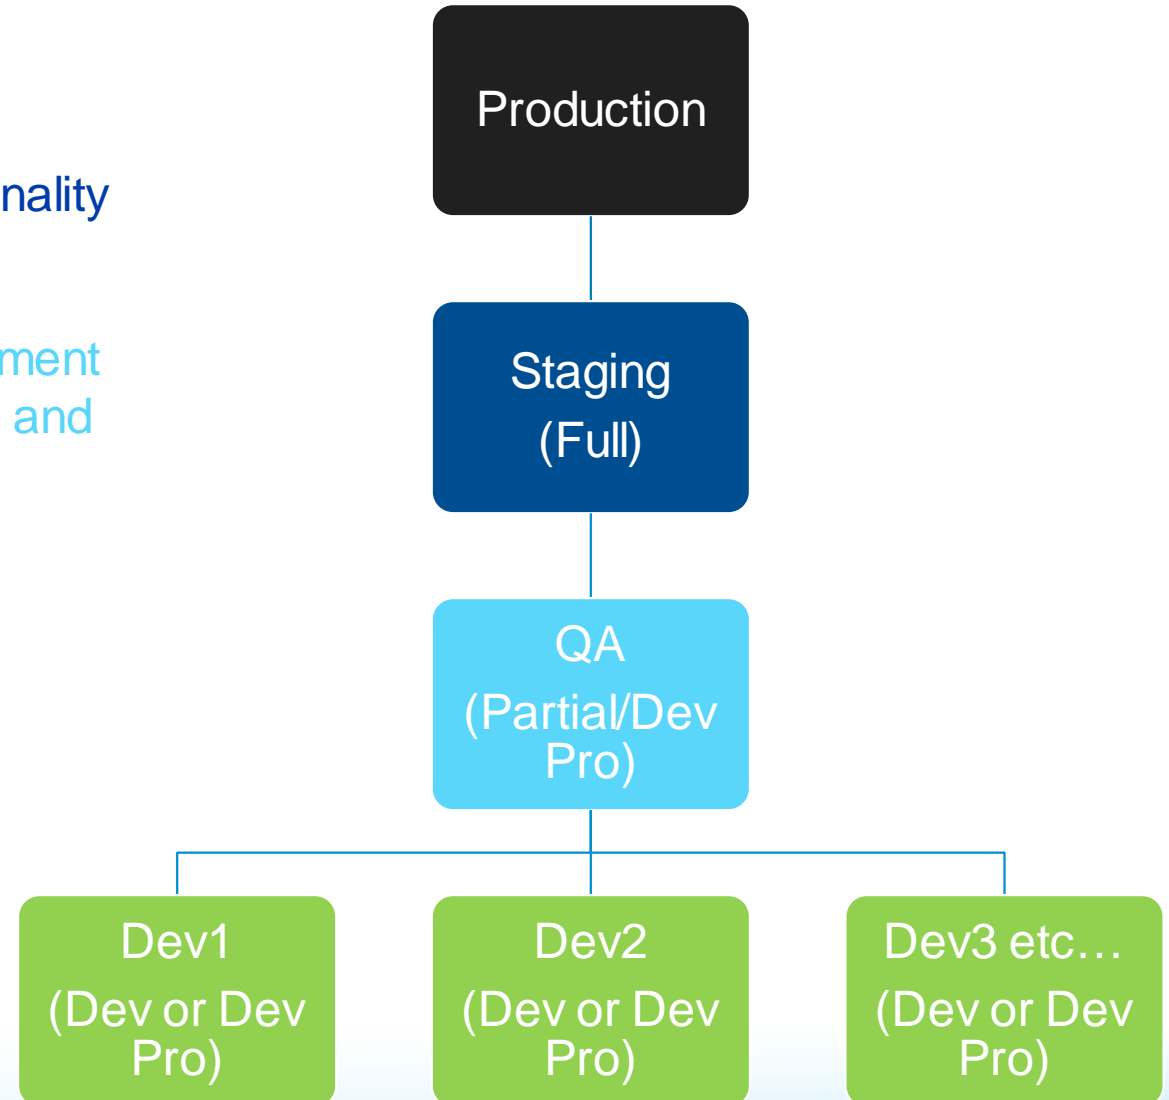 Production
nality
ment
and
Staging
(Full)
QA
(Partial/Dev
Pro)
Dev1
(Dev or Dev
Pro)
Dev2
(Dev or Dev
Pro)
Dev3 etc…
(Dev or Dev
Pro)